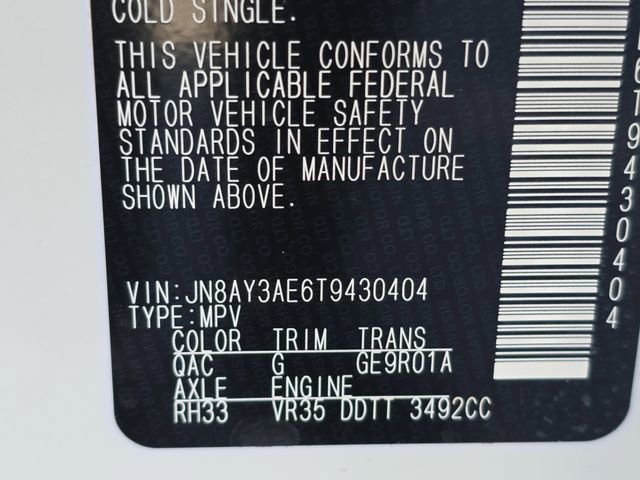 COLD SINGLE.
THIS VEHICLE CONFORMS TO
ALL APPLICABLE FEDERAL
MOTOR VEHICLE SAFETY
STANDARDS IN EFFECT ON
THE DATE OF MANUFACTURE
SHOWN ABOVE.
VIN:JN8AY3AE6T9430404
TYPE:MPV
COLOR TRIM TRANS
QAC G GE9R01A
AXLE ENGINE
RH33 VR35 DDTT 3492CC
6T9430404